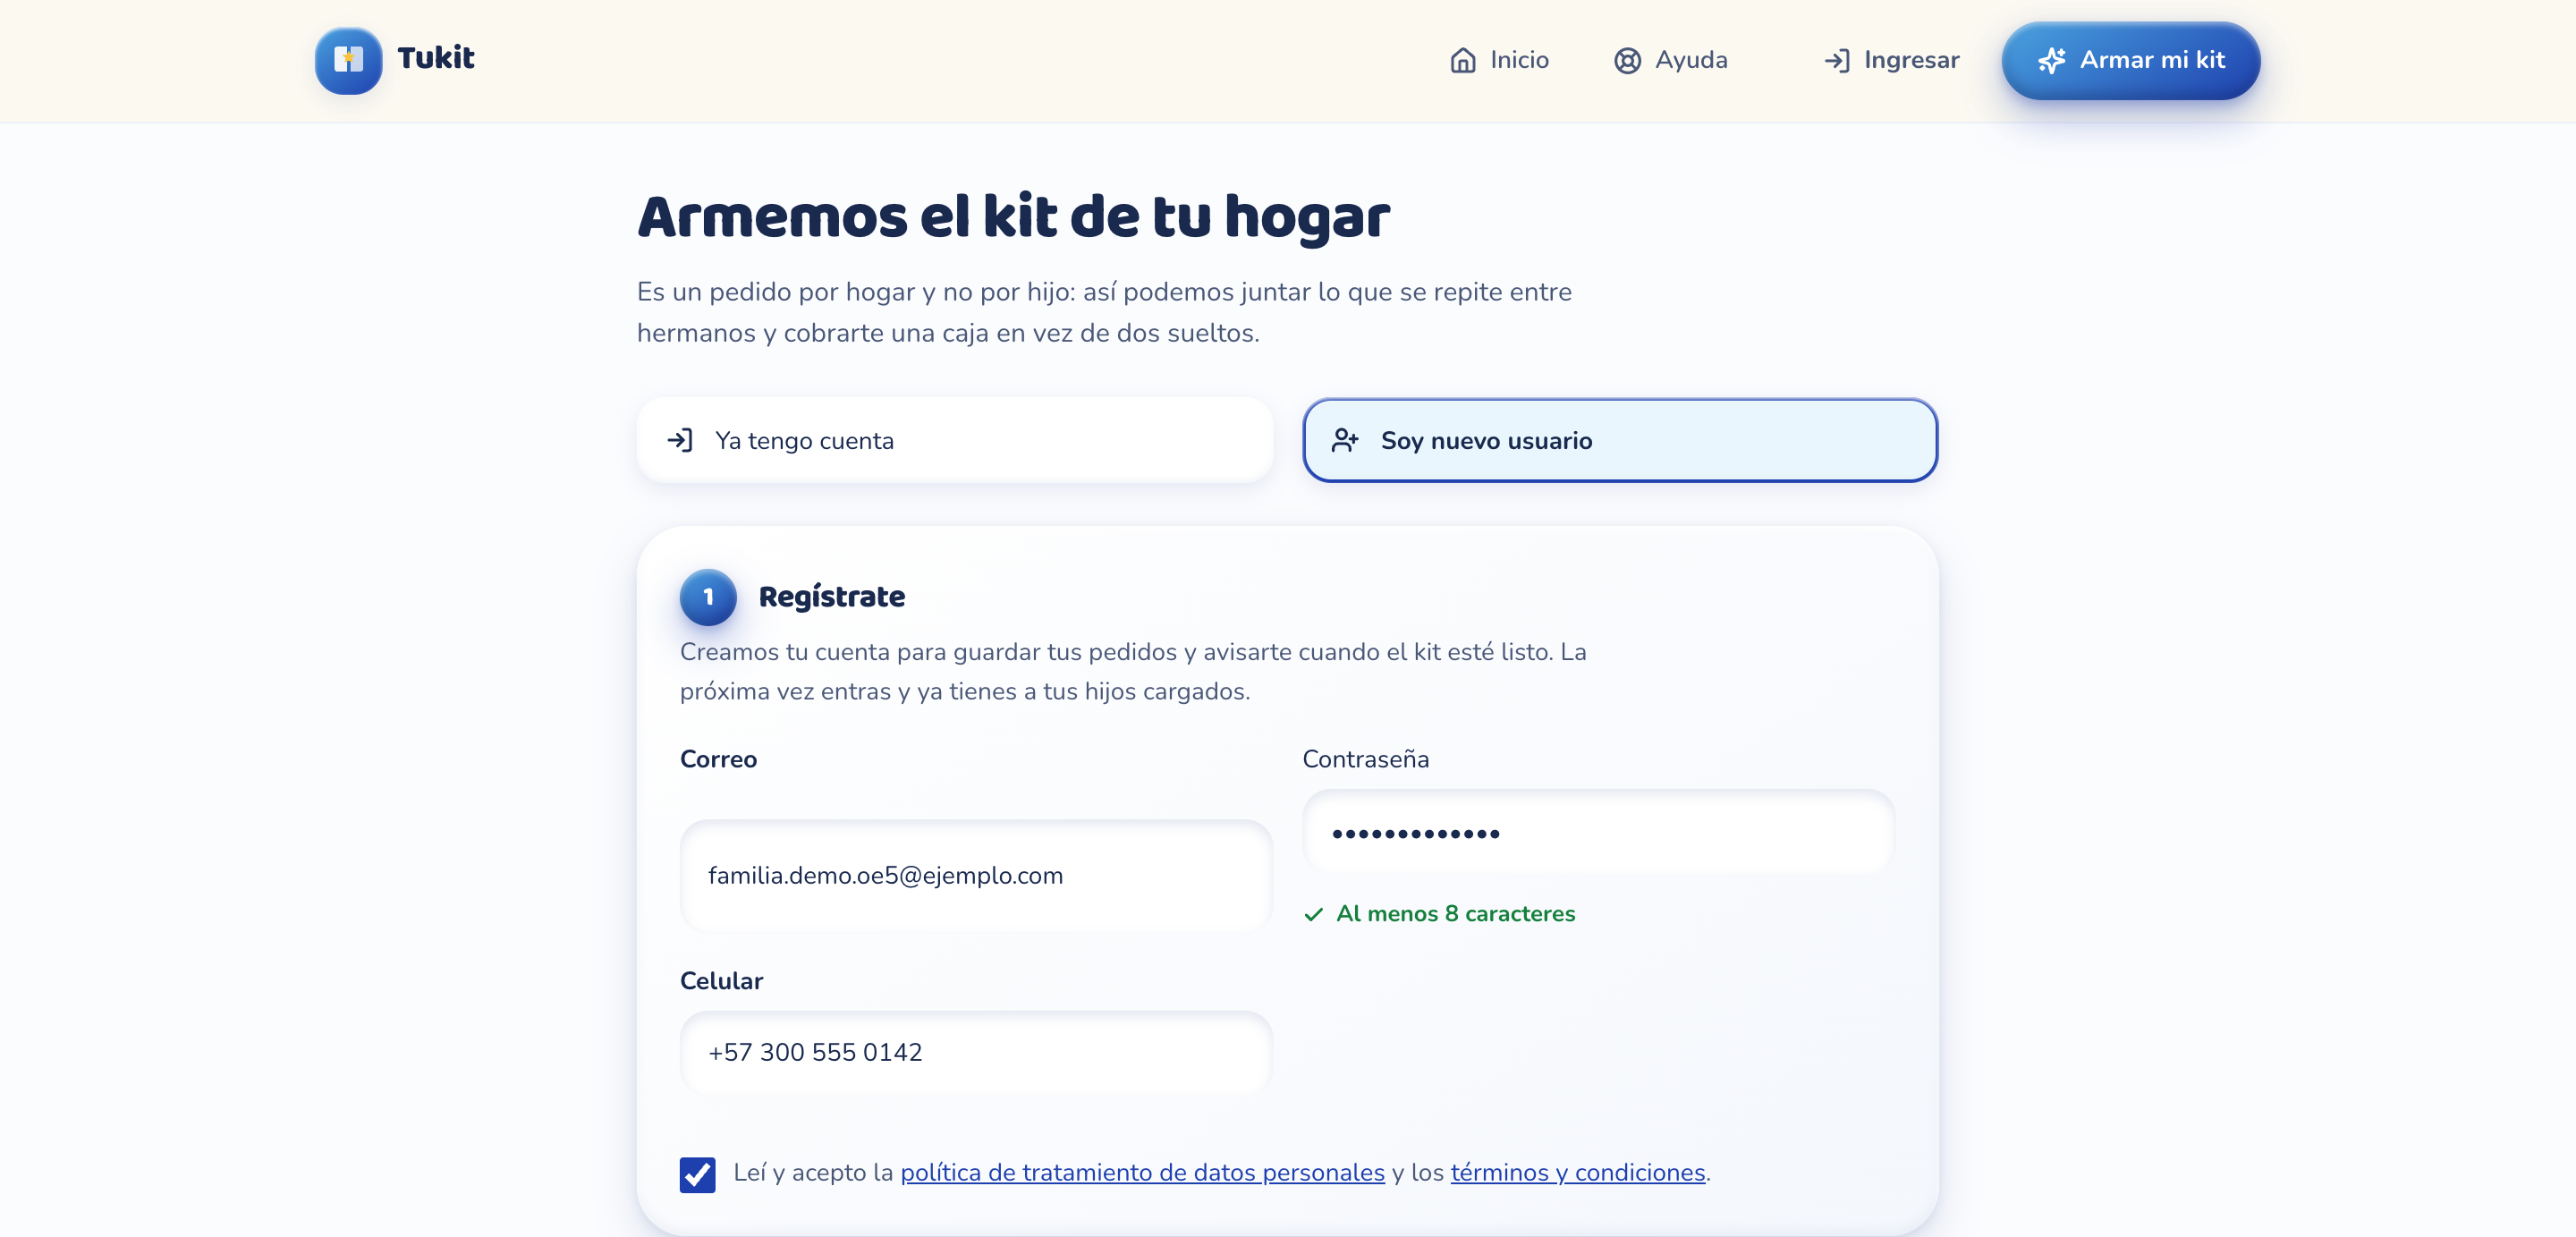 Tukit
Inicio
Ayuda
Ingresar
Armar mi kit
Armemos el kit de tu hogar
Es un pedido por hogar y no por hijo: así podemos juntar lo que se repite entre
hermanos y cobrarte una caja en vez de dos sueltos.
Ya tengo cuenta
Soy nuevo usuario
1 Regístrate
Creamos tu cuenta para guardar tus pedidos y avisarte cuando el kit esté listo. La
próxima vez entras y ya tienes a tus hijos cargados.
Correo
familia.demo.oe5@ejemplo.com
Contraseña
•••••••••••••
Al menos 8 caracteres
Celular
+57 300 555 0142
Leí y acepto la política de tratamiento de datos personales y los términos y condiciones.